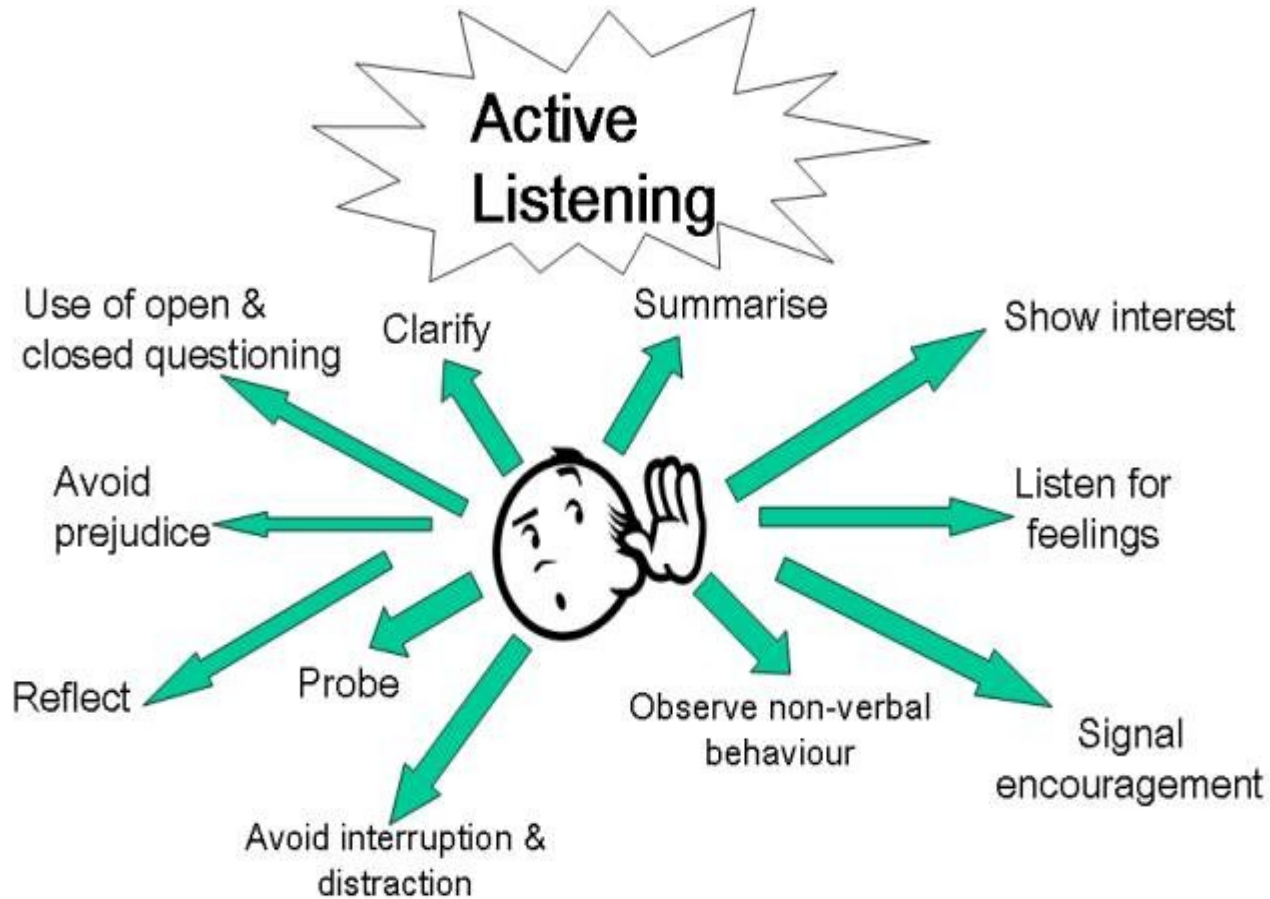 Active
Listening
Use of open &
closed questioning
Clarify
Summarise
Show interest
Avoid
prejudice
Listen for
feelings
Reflect
Probe
Observe non-verbal
behaviour
Signal
encouragement
Avoid interruption &
distraction